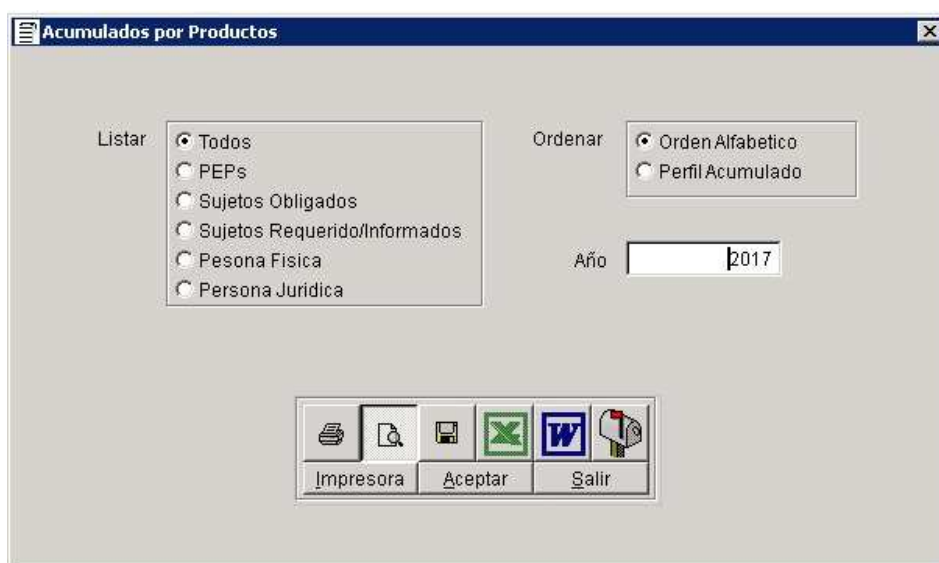 Acumulados por Productos
Listar
Todos
PEPs
Sujetos Obligados
Sujetos Requerido/Informados
Pesona Fisica
Persona Juridica
Ordenar
Orden Alfabetico
Perfil Acumulado
Año 2017
X W
Impresora Aceptar Salir